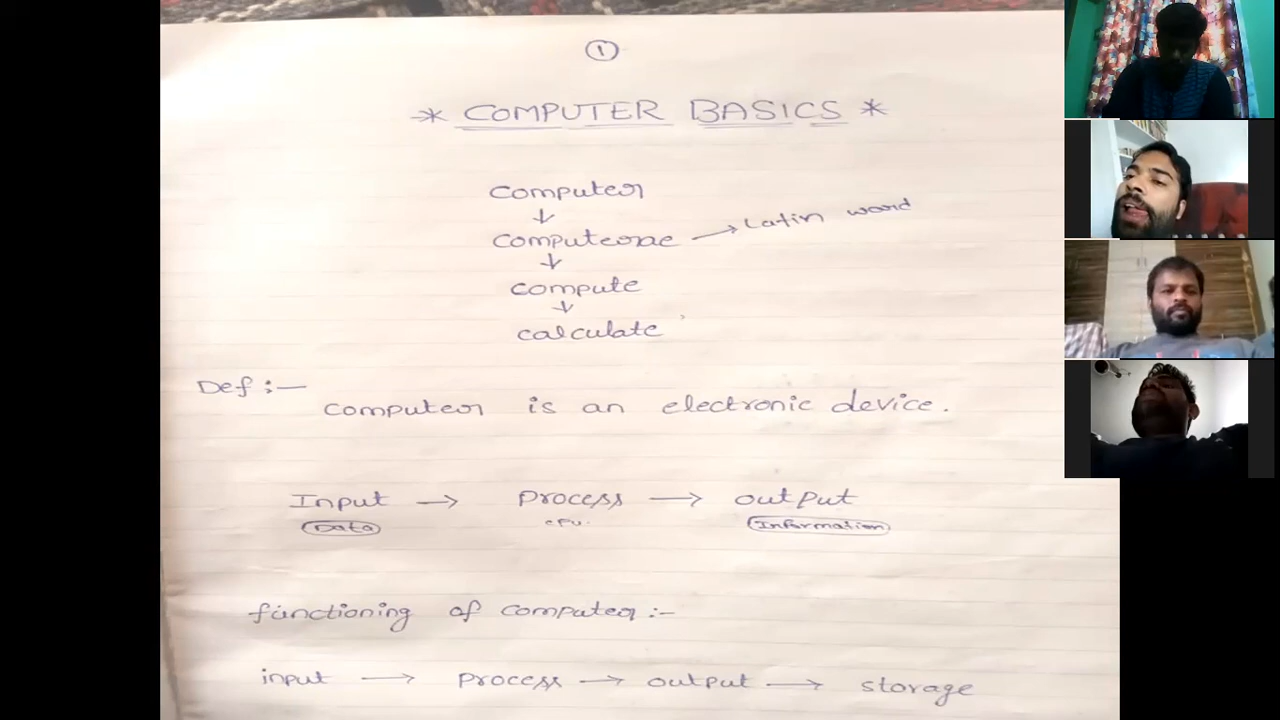 1
* COMPUTER BASICS *
Computer
↓
Computerae → Latin word
↓
compute
↓
calculate
Def :-
Computer is an electronic device.
Input → process → output
Data cpu. Information
functioning of computer :-
input → process → output → storage